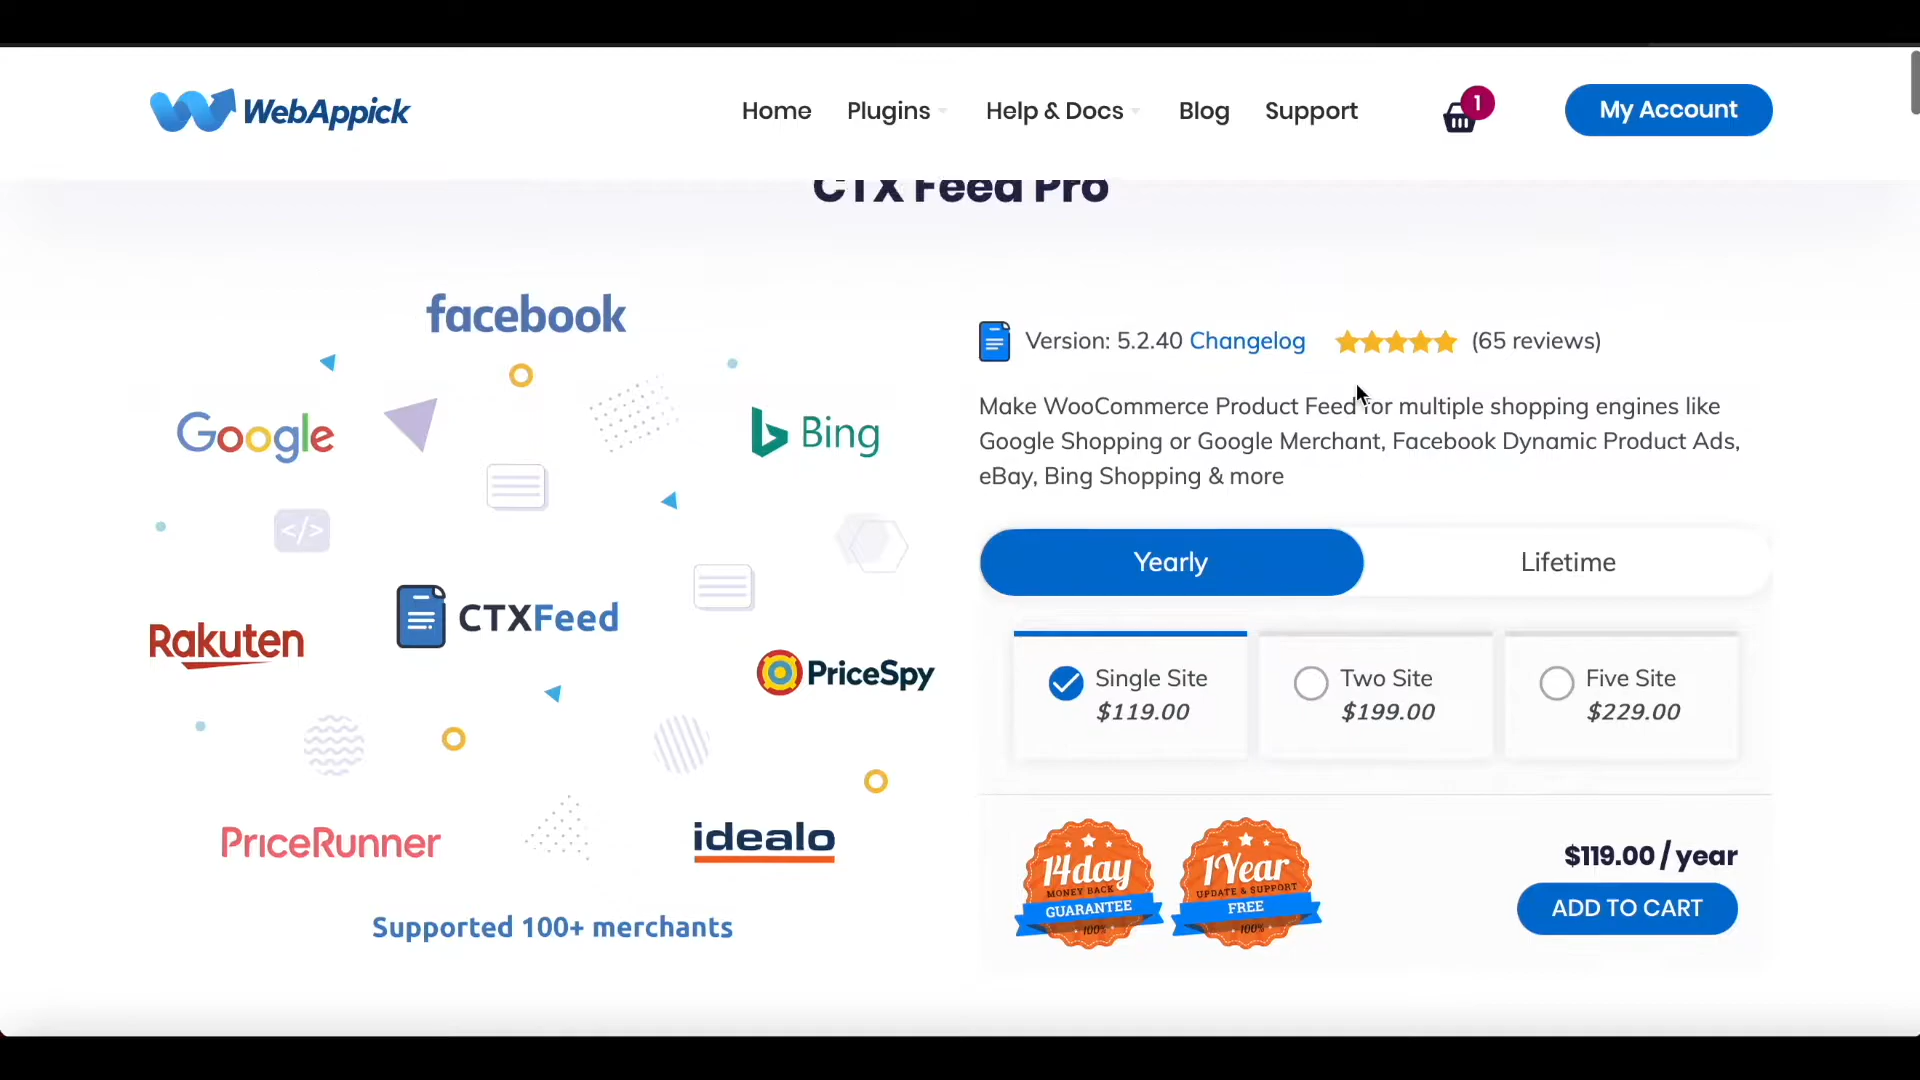 WebAppick
Home
Plugins
Help & Docs
Blog
Support
1
My Account
CTX Feed Pro
facebook
Google
Bing
</>
Rakuten
CTXFeed
PriceSpy
PriceRunner
idealo
Supported 100+ merchants
Version: 5.2.40 Changelog (65 reviews)
Make WooCommerce Product Feed for multiple shopping engines like
Google Shopping or Google Merchant, Facebook Dynamic Product Ads,
eBay, Bing Shopping & more
Yearly
Lifetime
Single Site
$119.00
Two Site
$199.00
Five Site
$229.00
14day
MONEY BACK
GUARANTEE
100%
1Year
UPDATE & SUPPORT
FREE
100%
$119.00 / year
ADD TO CART